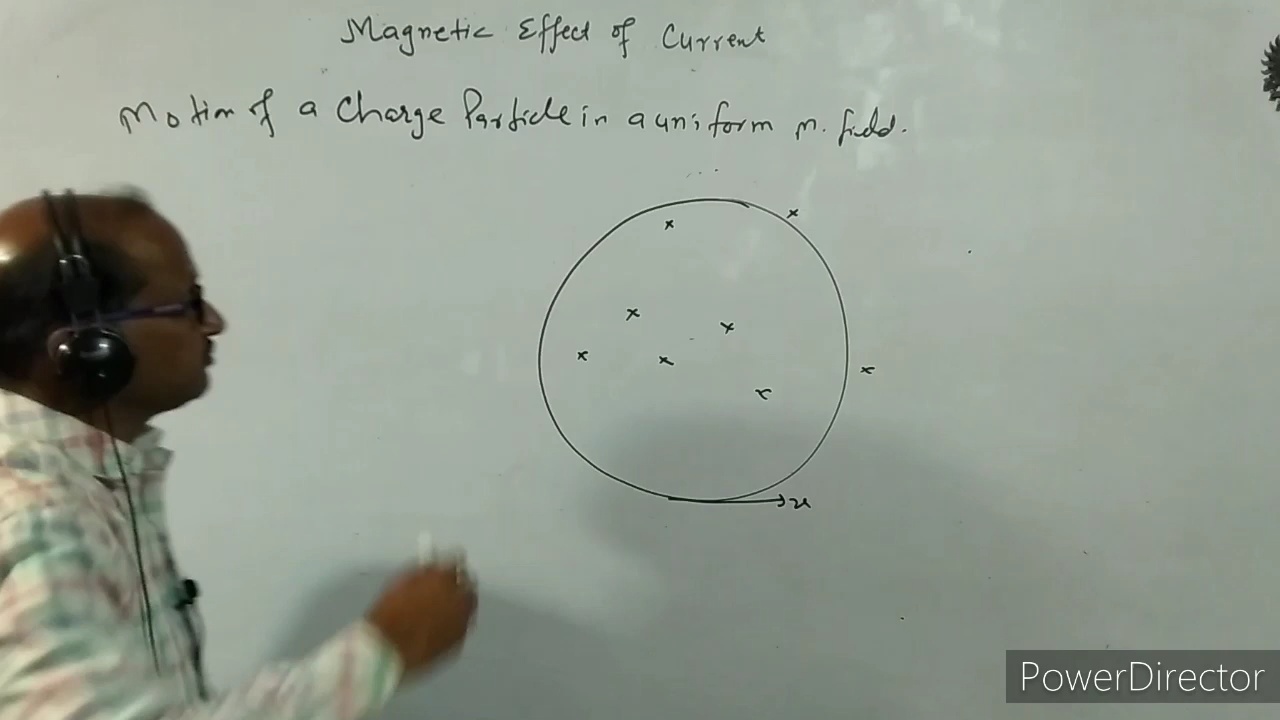 Magnetic Effect of Current
Motion of a Charge Particle in a uniform m. field.
x x
x x
x x x
x
u
PowerDirector